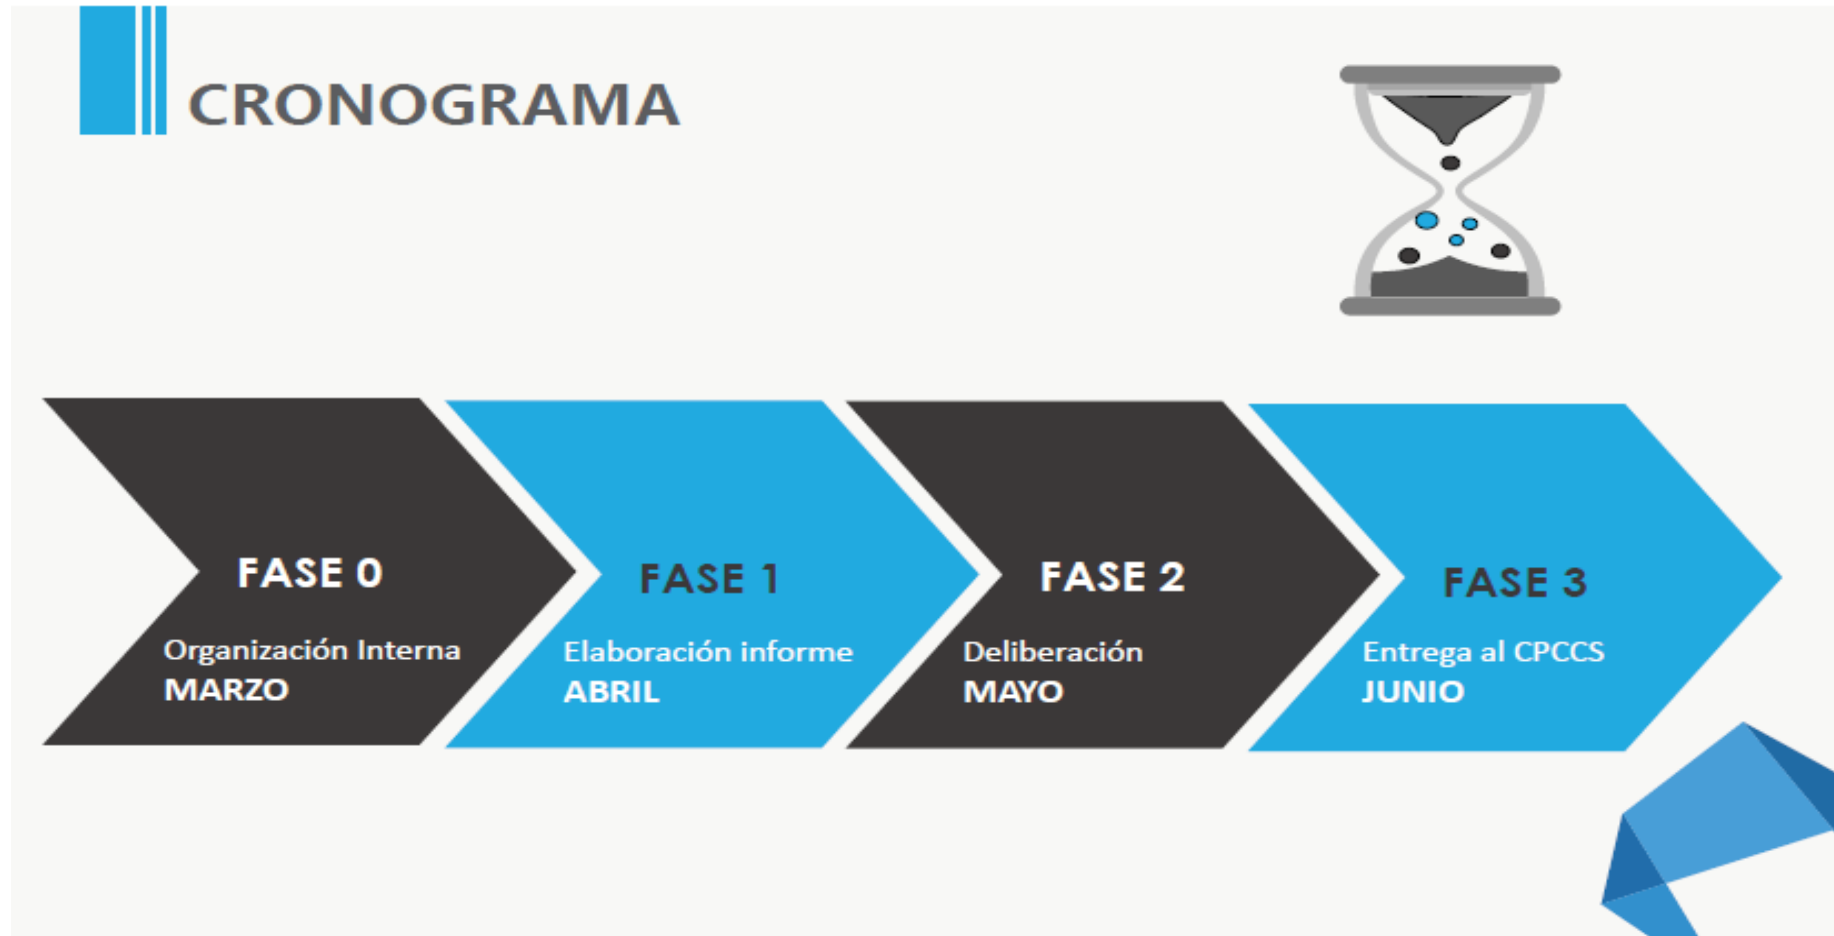 CRONOGRAMA
FASE 0
Organización Interna
MARZO
FASE 1
Elaboración informe
ABRIL
FASE 2
Deliberación
MAYO
FASE 3
Entrega al CPCCS
JUNIO